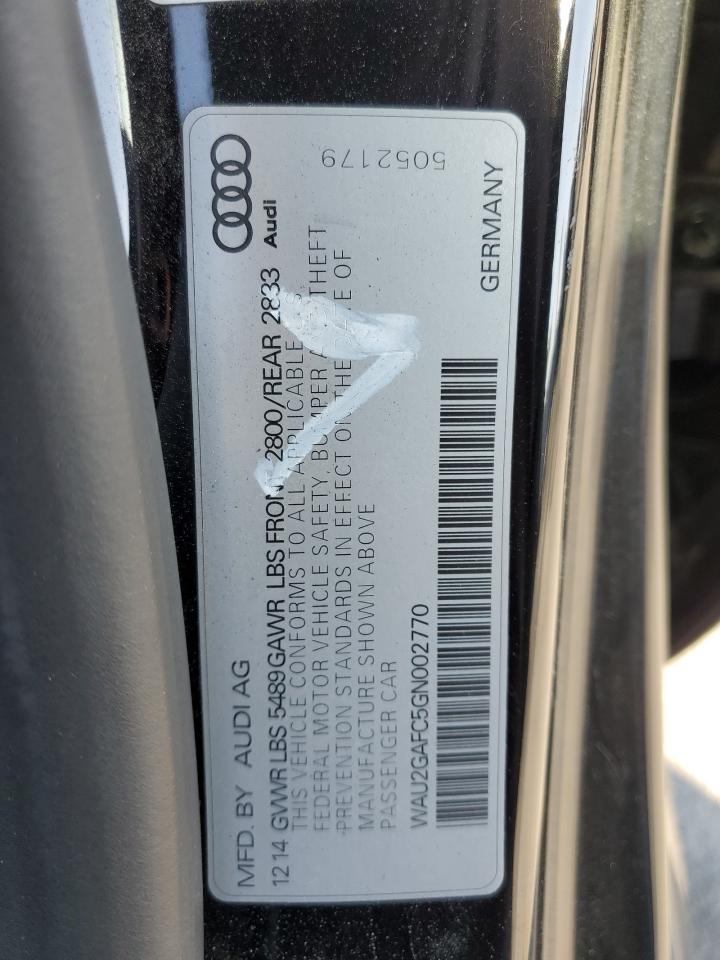 MFD. BY AUDI AG
12 14 GVWR LBS 5489 GAWR LBS FRONT 2800/REAR 2833
Audi
THIS VEHICLE CONFORMS TO ALL APPLICABLE
FEDERAL MOTOR VEHICLE SAFETY, BUMPER THEFT
PREVENTION STANDARDS IN EFFECT ON THE OF
MANUFACTURE SHOWN ABOVE
PASSENGER CAR
5052179
WAU2GAFC5GN002770
GERMANY